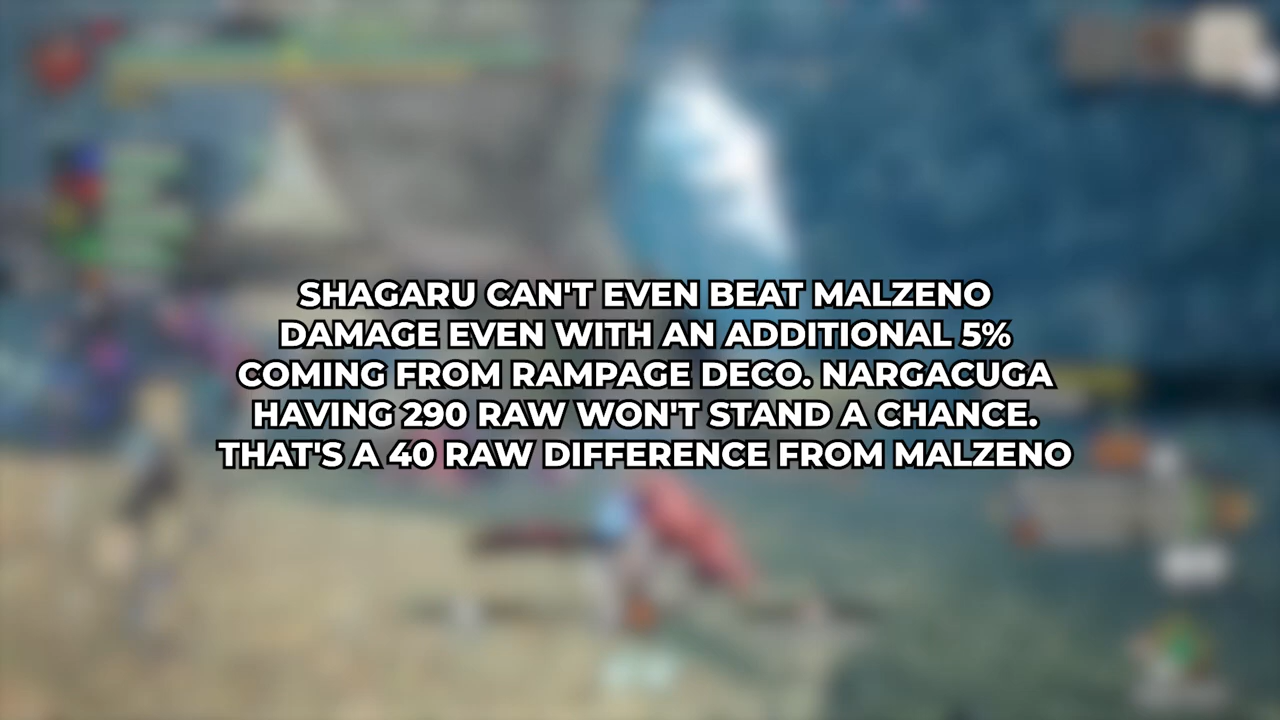 SHAGARU CAN'T EVEN BEAT MALZENO
DAMAGE EVEN WITH AN ADDITIONAL 5%
COMING FROM RAMPAGE DECO. NARGACUGA
HAVING 290 RAW WON'T STAND A CHANCE.
THAT'S A 40 RAW DIFFERENCE FROM MALZENO